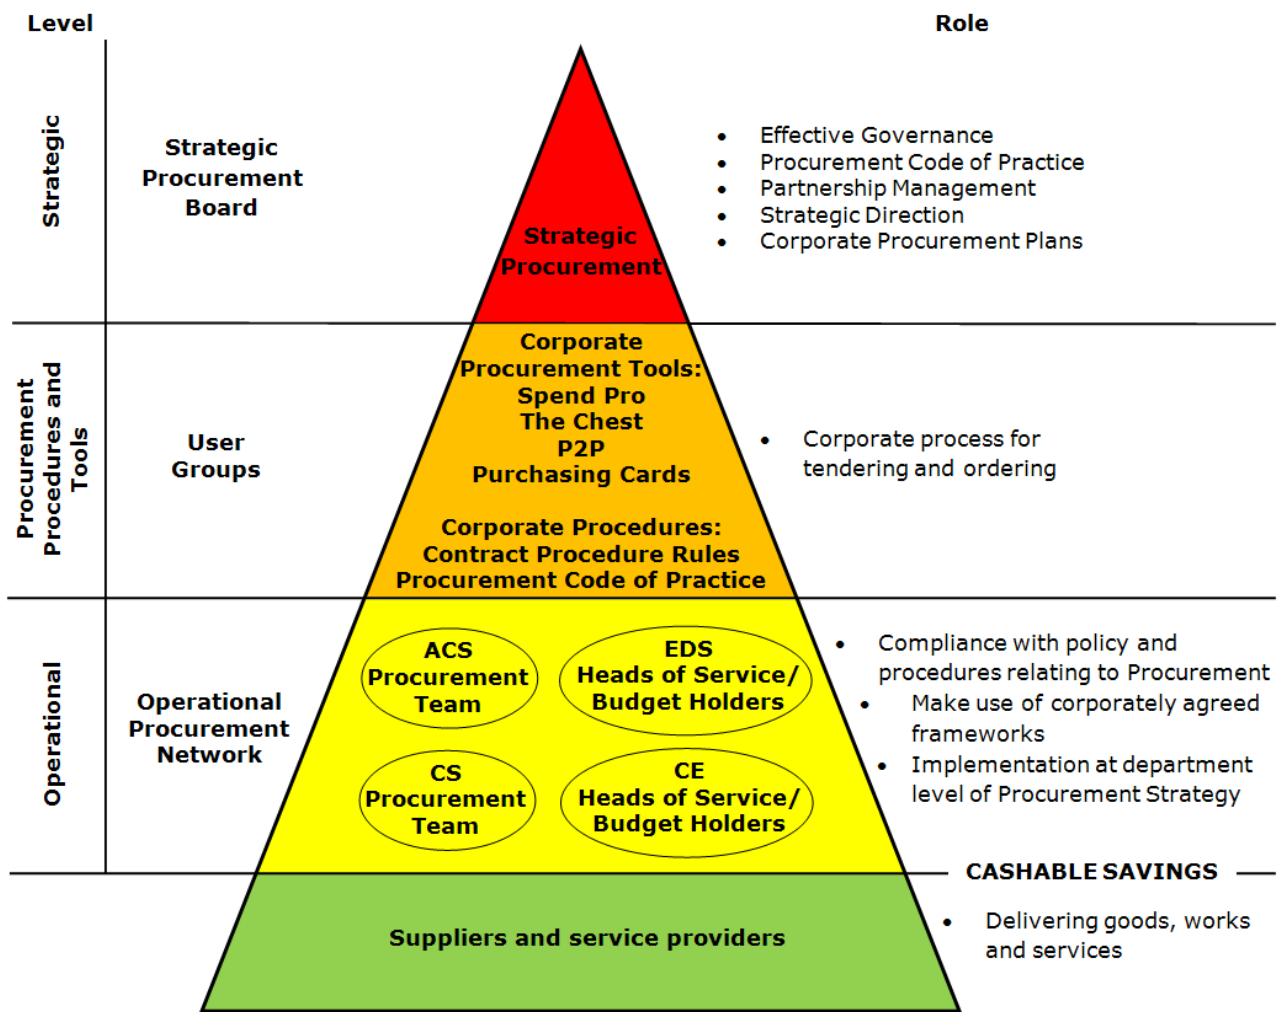 Level
Role
Strategic
Strategic
Procurement
Board
Strategic
Procurement
• Effective Governance
• Procurement Code of Practice
• Partnership Management
• Strategic Direction
• Corporate Procurement Plans
Procurement
Procedures and
Tools
User
Groups
Corporate
Procurement Tools:
Spend Pro
The Chest
P2P
Purchasing Cards
Corporate Procedures:
Contract Procedure Rules
Procurement Code of Practice
• Corporate process for
tendering and ordering
Operational
Operational
Procurement
Network
ACS
Procurement
Team
EDS
Heads of Service/
Budget Holders
CS
Procurement
Team
CE
Heads of Service/
Budget Holders
• Compliance with policy and
procedures relating to Procurement
• Make use of corporately agreed
frameworks
• Implementation at department
level of Procurement Strategy
CASHABLE SAVINGS
Suppliers and service providers
• Delivering goods, works
and services